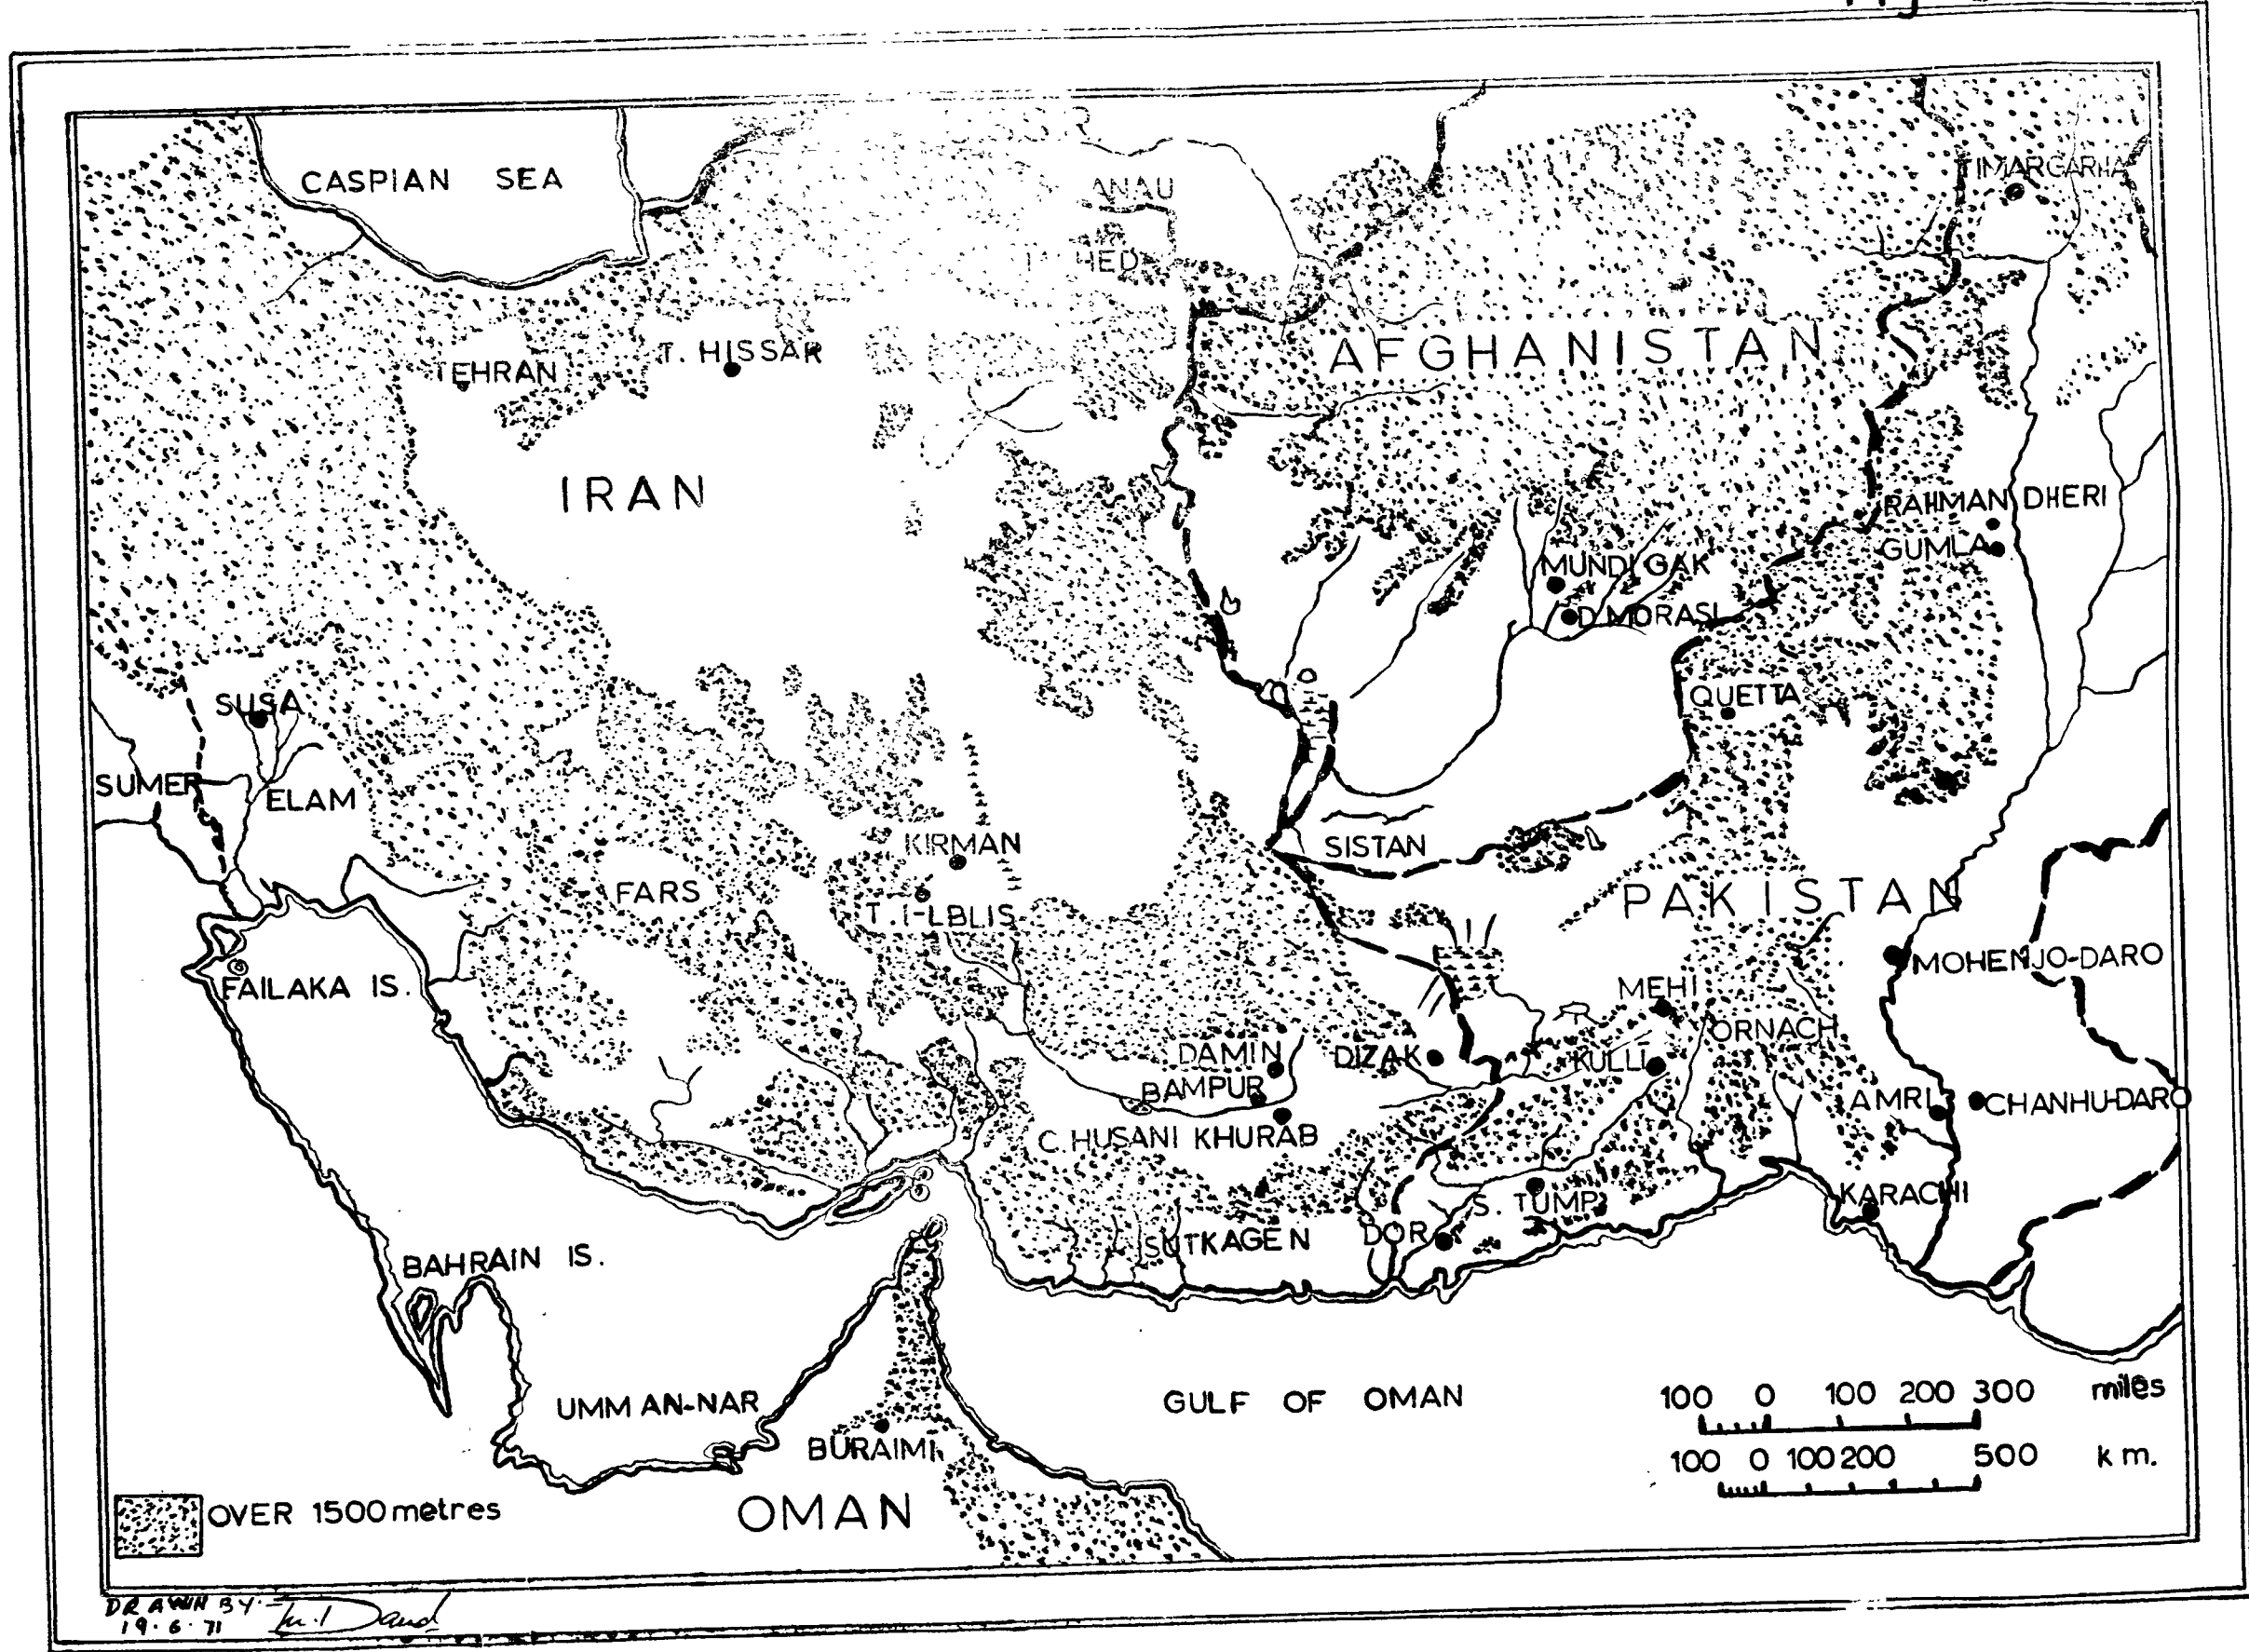 CASPIAN SEA
ANAU
TIMARGARHA
AFGHANISTAN
T. HISSAR
TEHRAN
IRAN
RAHMAN DHERI
GUMLA
MUNDIGAK
D MORASI
QUETTA
SUSA
SUMER
ELAM
KIRMAN
SISTAN
FARS
T. I-LBLIS
PAKISTAN
MOHENJO-DARO
FAILAKA IS.
MEHI
ORNACH
DAMIN
DIZAK
KULLI
BAMPUR
AMRI
CHANHU-DARO
C. HUSANI KHURAB
S. TUMP
KARACHI
SUTKAGEN
DOR
BAHRAIN IS.
UMM AN-NAR
GULF OF OMAN
BURAIMI
OMAN
100 0 100 200 300 miles
100 0 100 200 500 km.
OVER 1500 metres
DRAWN BY:-
19.6.71